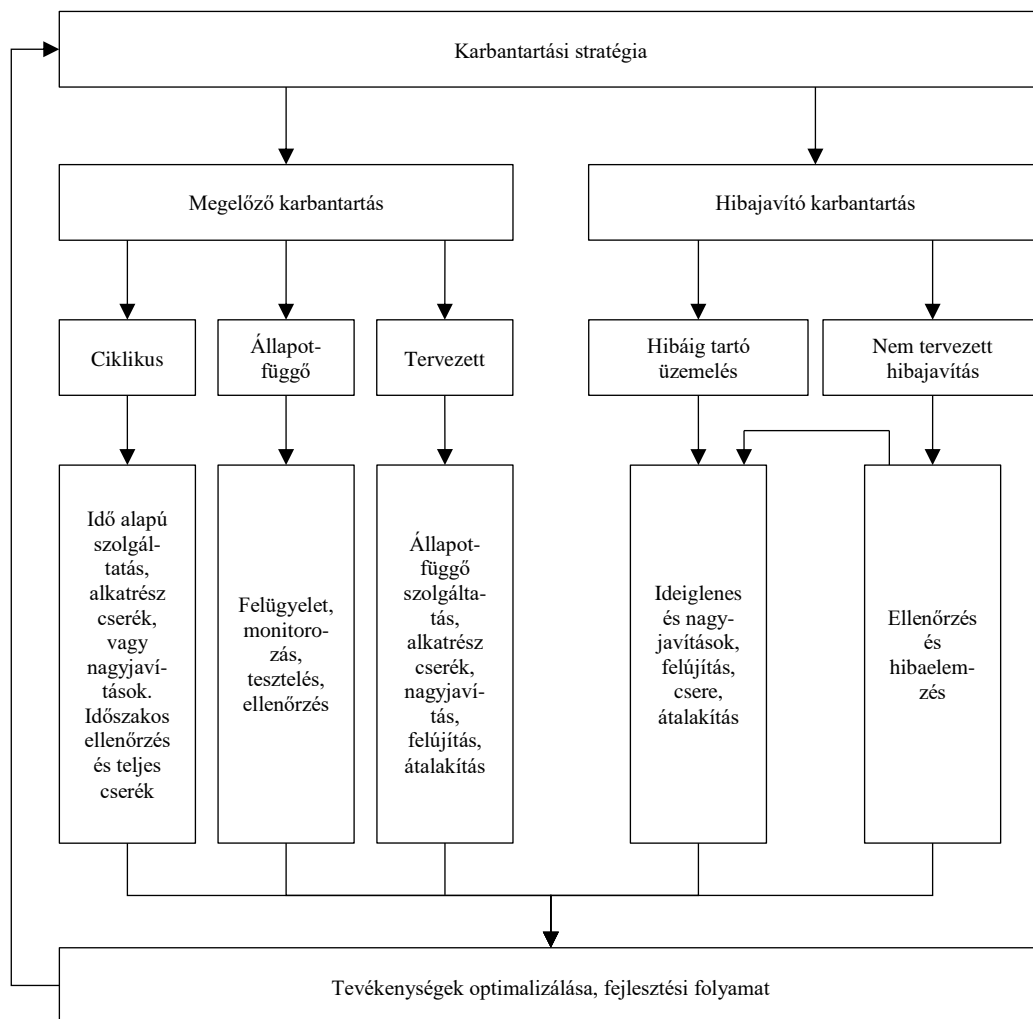 Karbantartási stratégia
Megelőző karbantartás
Hibajavító karbantartás
Ciklikus
Állapot-
függő
Tervezett
Hibáig tartó
üzemelés
Nem tervezett
hibajavítás
Idő alapú
szolgál-
tatás,
alkatrész
cserék,
vagy
nagyjaví-
tások.
Időszakos
ellenőrzés
és teljes
cserék
Felügyelet,
monitoro-
zás,
tesztelés,
ellenőrzés
Állapot-
függő
szolgálta-
tás,
alkatrész
cserék,
nagyjaví-
tás,
felújítás,
átalakítás
Ideiglenes
és nagy-
javítások,
felújítás,
csere,
átalakítás
Ellenőrzés
és
hibaelem-
zés
Tevékenységek optimalizálása, fejlesztési folyamat